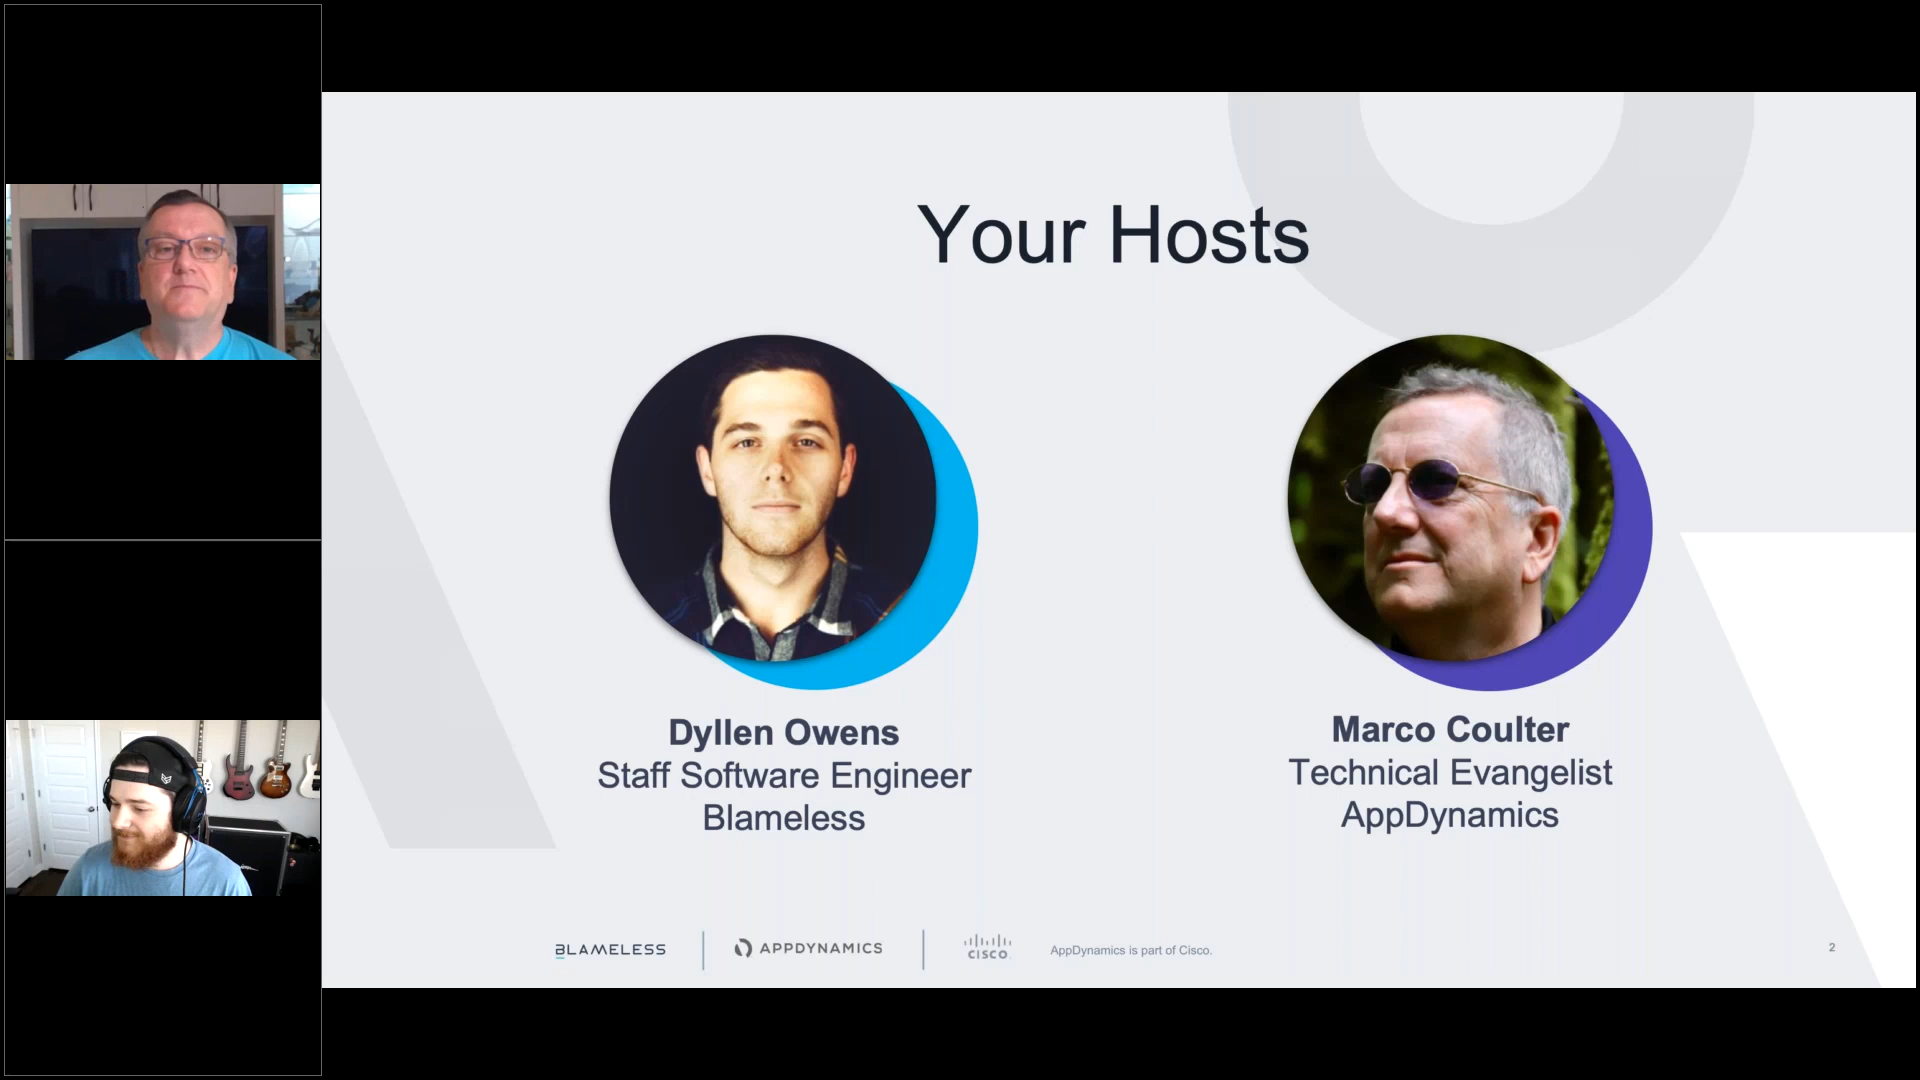 Your Hosts
Dyllen Owens
Staff Software Engineer
Blameless
Marco Coulter
Technical Evangelist
AppDynamics
BLAMELESS
APPDYNAMICS
CISCO
AppDynamics is part of Cisco.
2